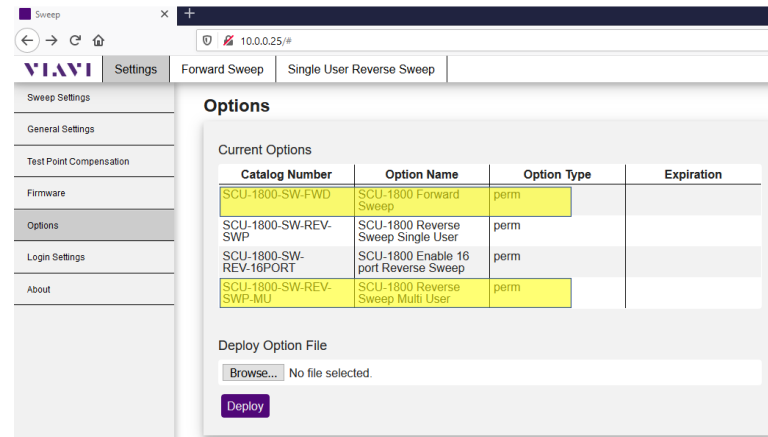 Sweep
10.0.0.25/#
VIAVI
Settings
Forward Sweep
Single User Reverse Sweep
Sweep Settings
General Settings
Test Point Compensation
Firmware
Options
Login Settings
About
Options
Current Options
Catalog Number Option Name Option Type Expiration
SCU-1800-SW-FWD SCU-1800 Forward perm
Sweep
SCU-1800-SW-REV- SCU-1800 Reverse perm
SWP Sweep Single User
SCU-1800-SW- SCU-1800 Enable 16 perm
REV-16PORT port Reverse Sweep
SCU-1800-SW-REV- SCU-1800 Reverse perm
SWP-MU Sweep Multi User
Deploy Option File
Browse... No file selected.
Deploy